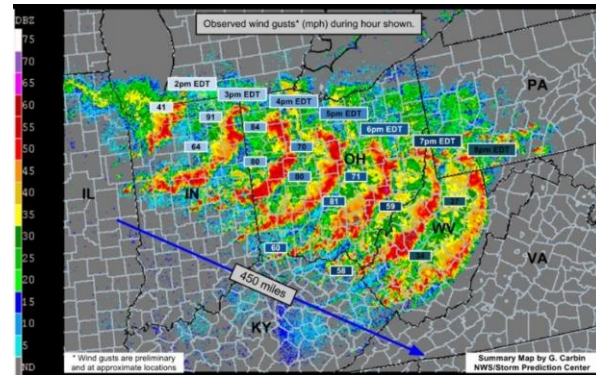 DBZ
Observed wind gusts* (mph) during hour shown.
75
70
65
60
55
50
45
40
35
30
25
20
15
10
5
ND
2pm EDT
3pm EDT
4pm EDT
5pm EDT
6pm EDT
7pm EDT
8pm EDT
PA
OH
IN
IL
WV
VA
KY
41
91
64
84
80
70
80
71
81
59
60
58
37
450 miles
* Wind gusts are preliminary
and at approximate locations
Summary Map by G. Carbin
NWS/Storm Prediction Center